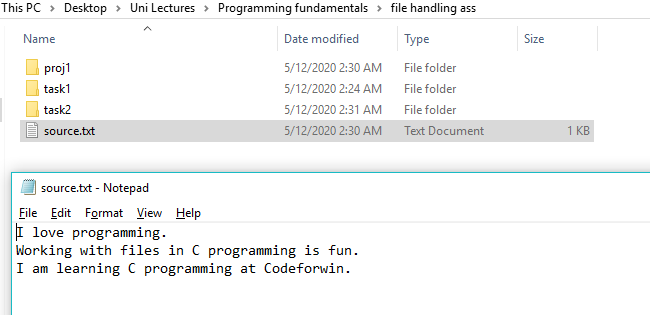 This PC > Desktop > Uni Lectures > Programming fundamentals > file handling ass
Name Date modified Type Size
proj1 5/12/2020 2:30 AM File folder
task1 5/12/2020 2:24 AM File folder
task2 5/12/2020 2:31 AM File folder
source.txt 5/12/2020 2:30 AM Text Document 1 KB
source.txt - Notepad
File Edit Format View Help
I love programming.
Working with files in C programming is fun.
I am learning C programming at Codeforwin.